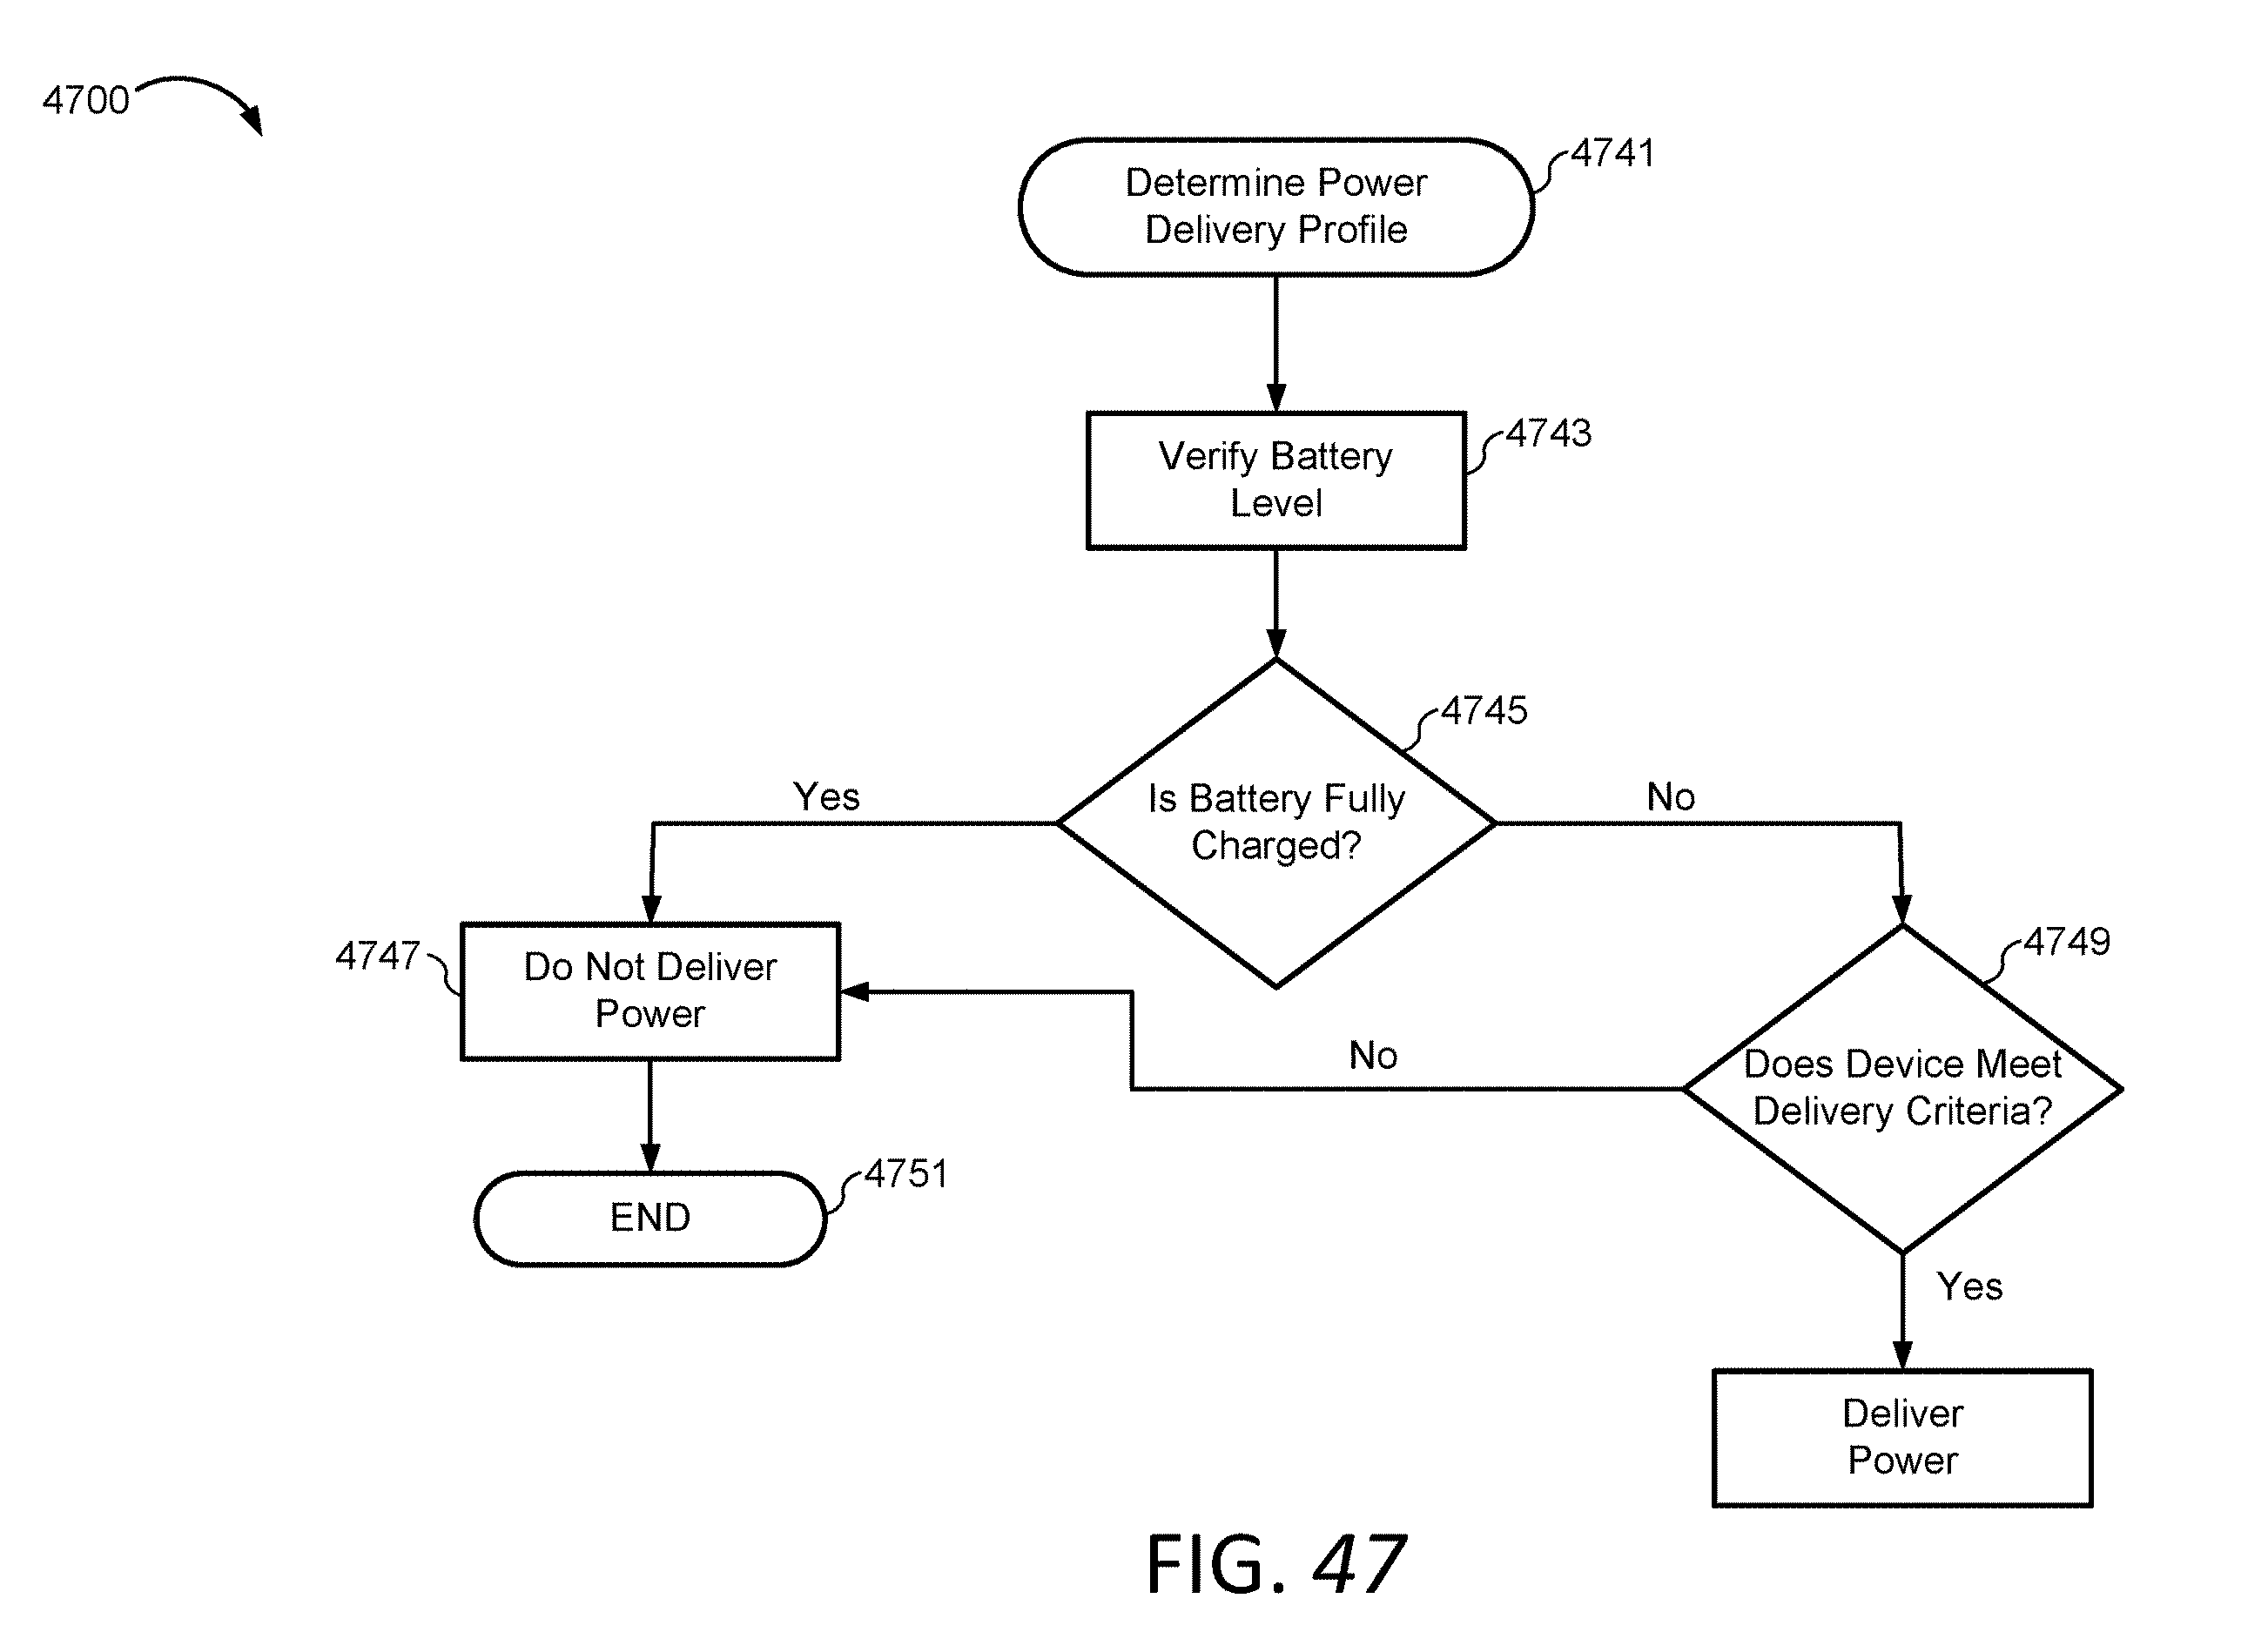 4700
4741
Determine Power
Delivery Profile
4743
Verify Battery
Level
4745
Is Battery Fully
Charged?
Yes
No
4747
Do Not Deliver
Power
4749
Does Device Meet
Delivery Criteria?
No
4751
END
Yes
Deliver
Power
FIG. 47